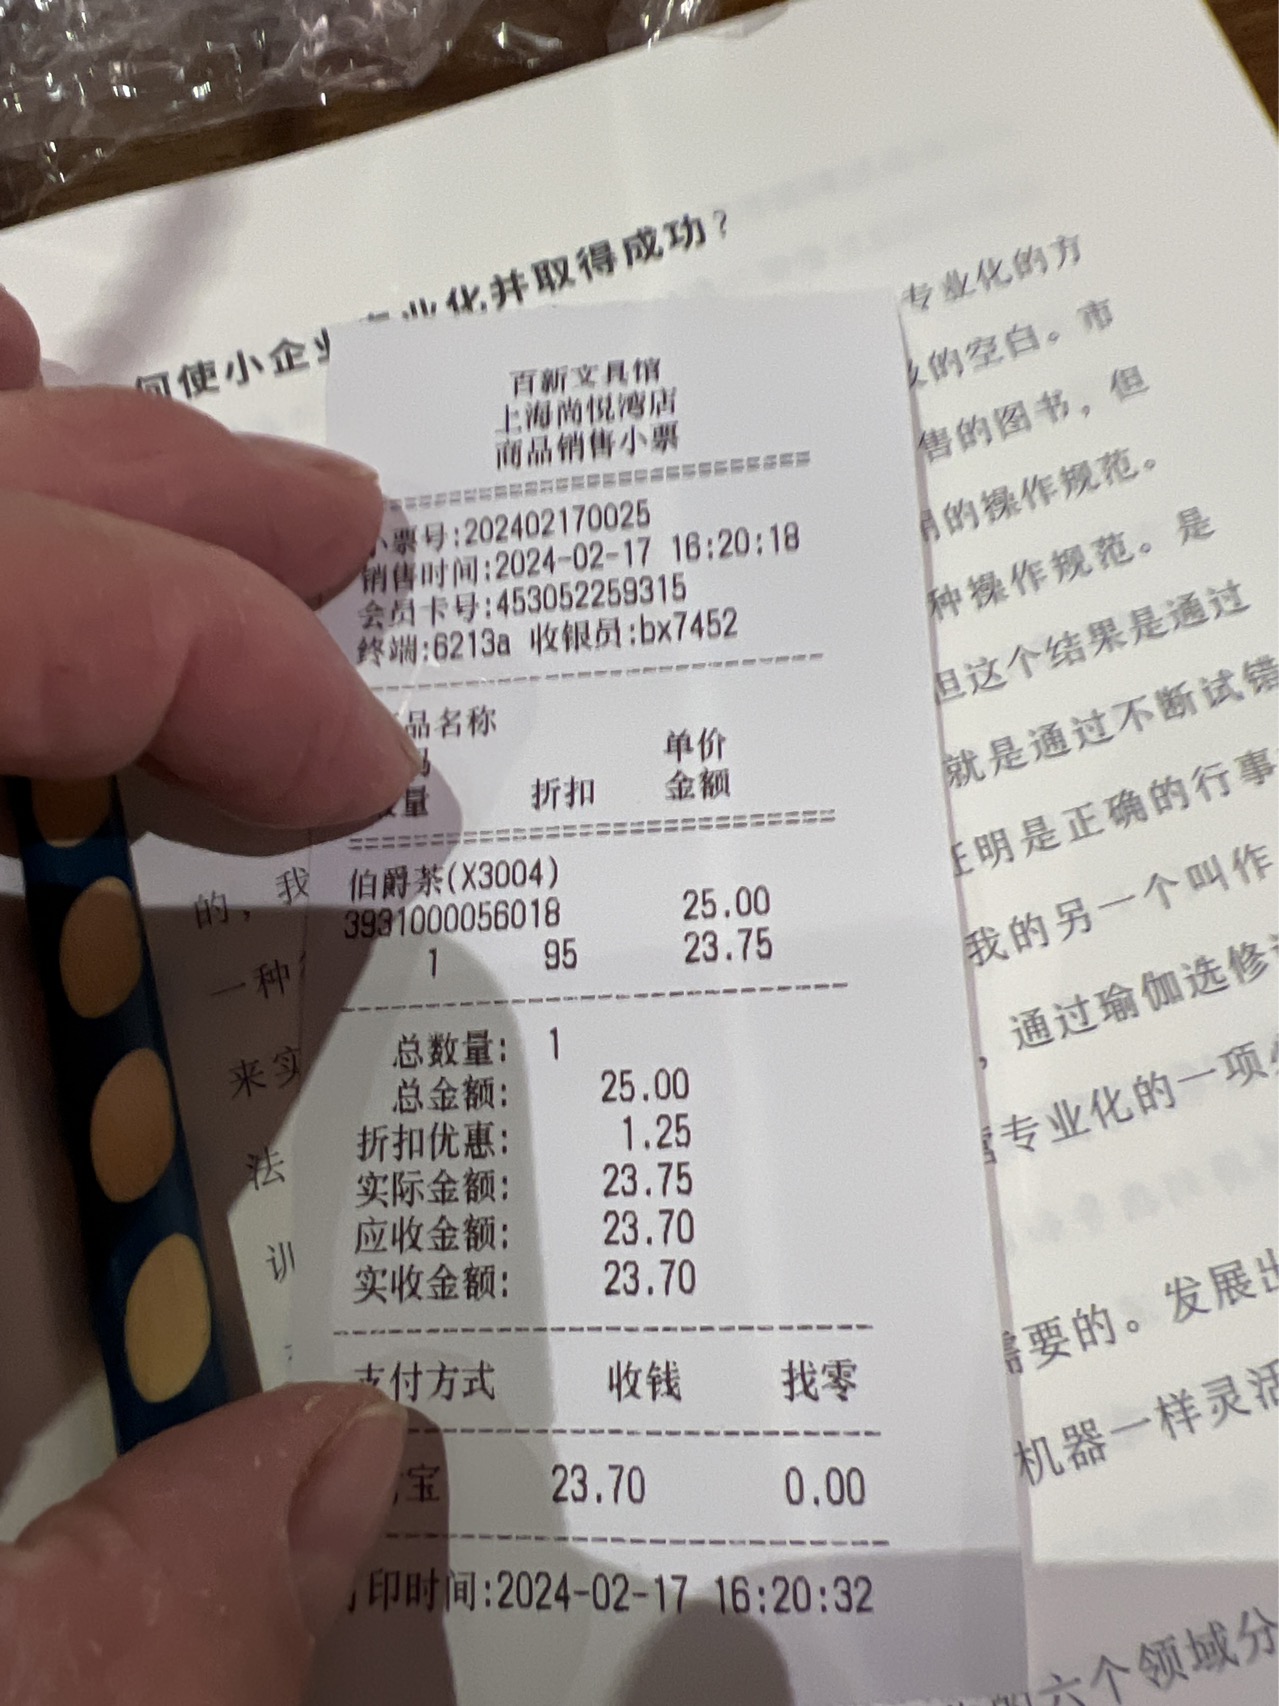 何使小企业 专业化并取得成功？
专业化的方
的空白。市
售的图书，但
的操作规范。
种操作规范。是
但这个结果是通过
就是通过不断试错
证明是正确的行事
我的另一个叫作
，通过瑜伽选修
营专业化的一项
需要的。发展出
机器一样灵活
六个领域分
的，我
一种
来实
法
训
百新文具馆
上海尚悦湾店
商品销售小票
小票号:202402170025
销售时间:2024-02-17 16:20:18
会员卡号:453052259315
终端:6213a 收银员:bx7452
品名称
码 单价
数量 折扣 金额
伯爵茶(X3004)
3931000056018 25.00
1 95 23.75
总数量: 1
总金额: 25.00
折扣优惠: 1.25
实际金额: 23.75
应收金额: 23.70
实收金额: 23.70
支付方式 收钱 找零
宝 23.70 0.00
印时间:2024-02-17 16:20:32